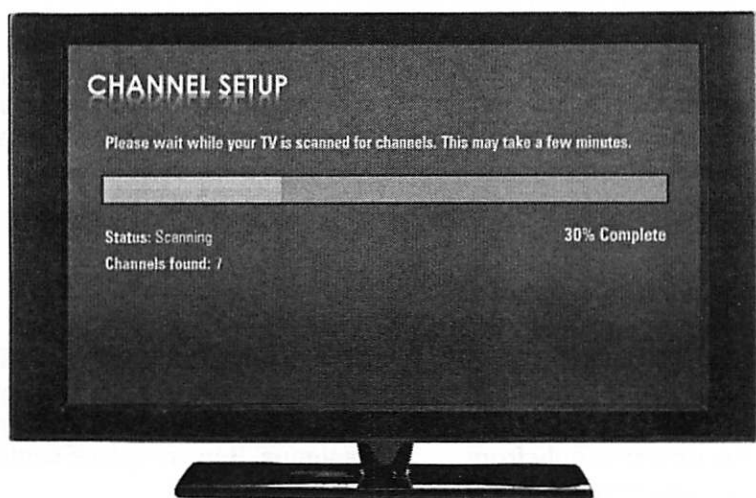 CHANNEL SETUP
Please wait while your TV is scanned for channels. This may take a few minutes.
Status: Scanning
30% Complete
Channels found: